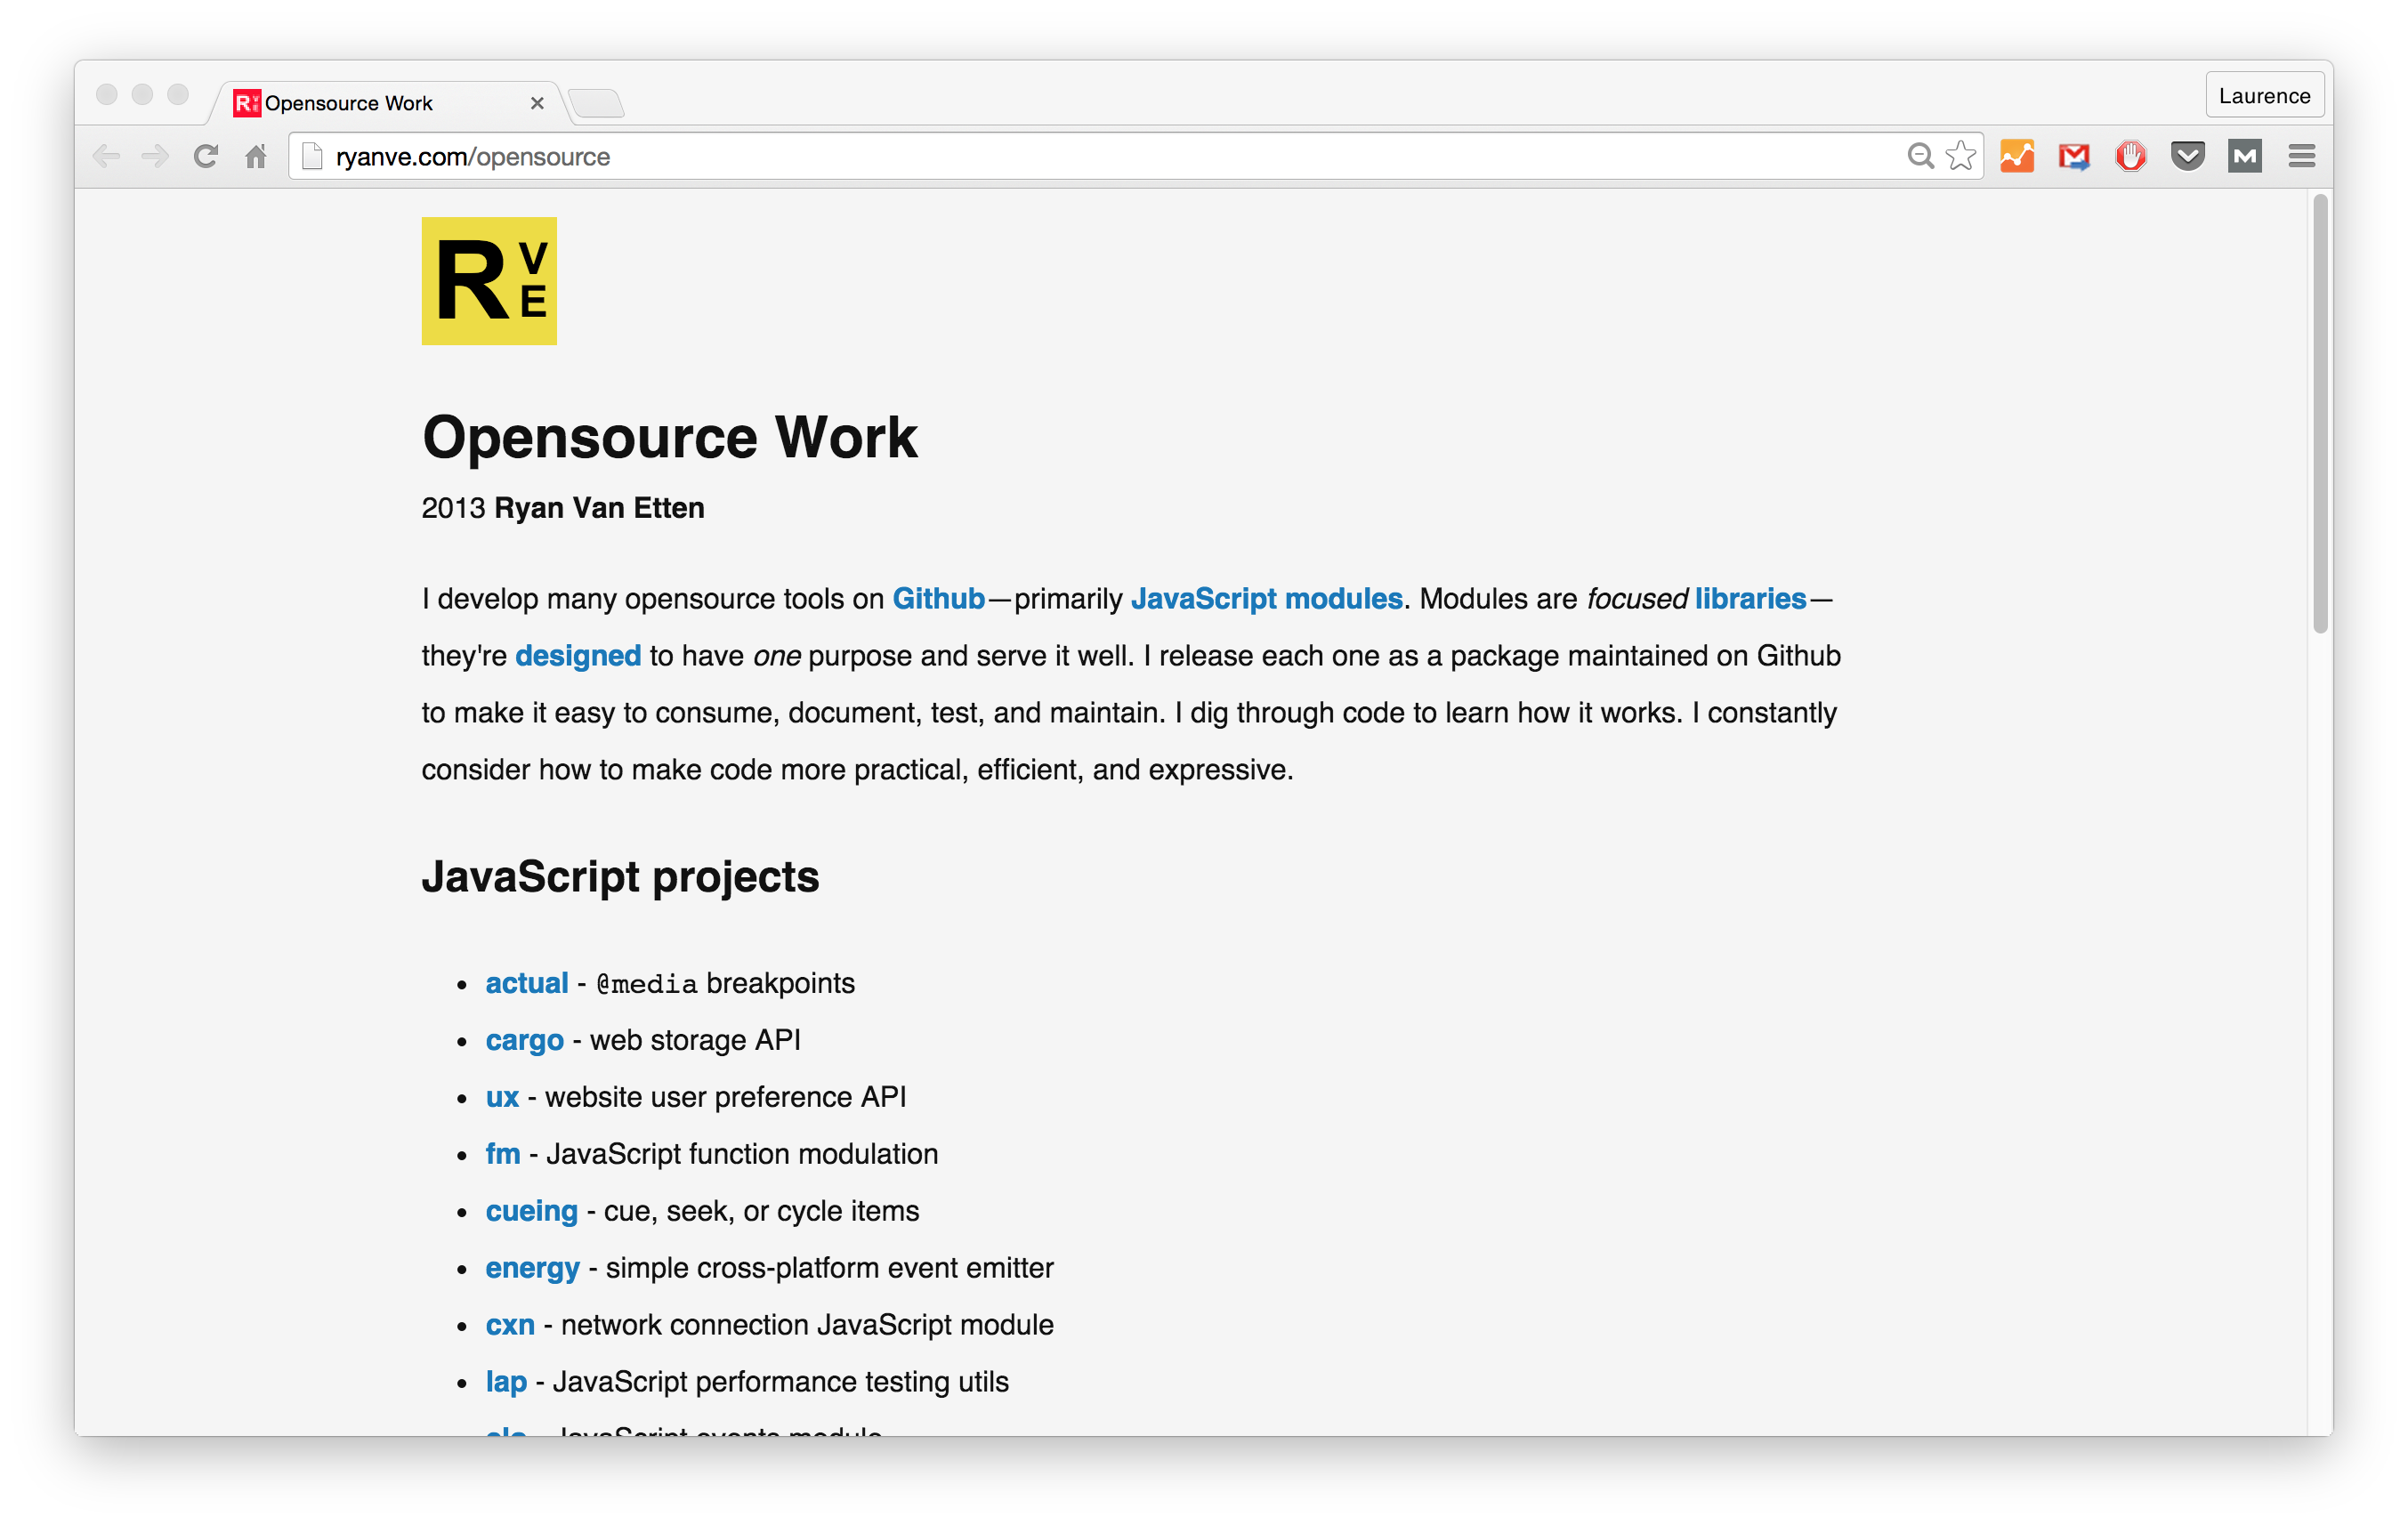 Opensource Work
Laurence
ryanve.com/opensource
R V E
Opensource Work
2013 Ryan Van Etten
I develop many opensource tools on Github—primarily JavaScript modules. Modules are focused libraries—
they're designed to have one purpose and serve it well. I release each one as a package maintained on Github
to make it easy to consume, document, test, and maintain. I dig through code to learn how it works. I constantly
consider how to make code more practical, efficient, and expressive.
JavaScript projects
• actual - @media breakpoints
• cargo - web storage API
• ux - website user preference API
• fm - JavaScript function modulation
• cueing - cue, seek, or cycle items
• energy - simple cross-platform event emitter
• cxn - network connection JavaScript module
• lap - JavaScript performance testing utils
- JavaScript events module